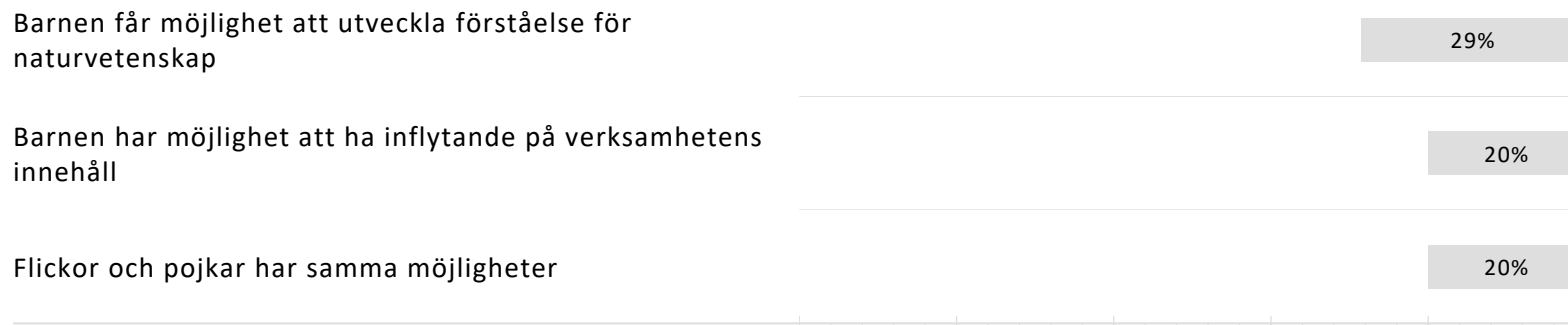 Barnen får möjlighet att utveckla förståelse för
naturvetenskap
29%
Barnen har möjlighet att ha inflytande på verksamhetens
innehåll
20%
Flickor och pojkar har samma möjligheter
20%